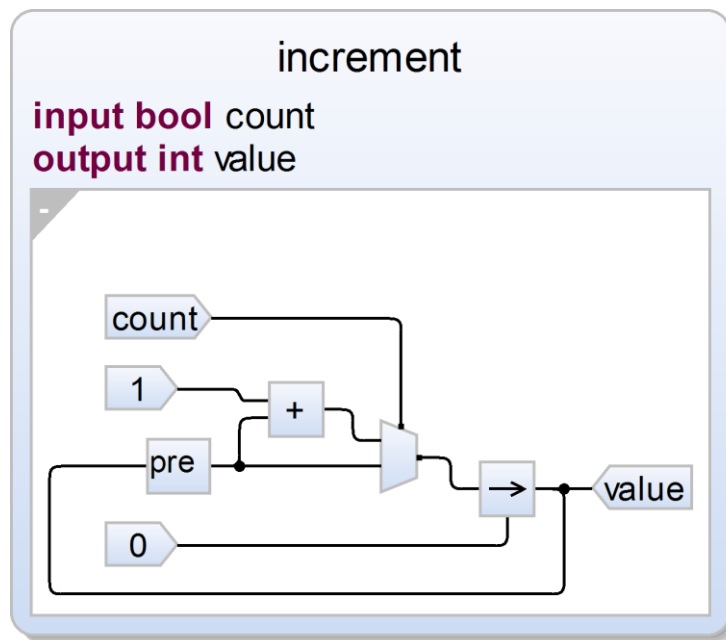 increment
input bool count
output int value
-
count
1
+
pre
0
value